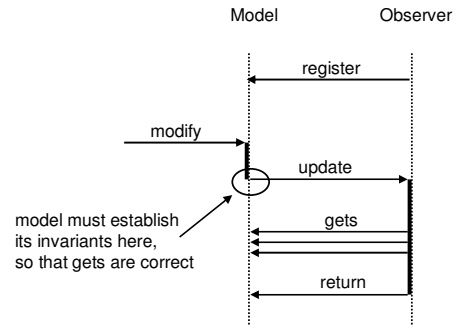 Model
Observer
register
modify
update
model must establish
its invariants here,
so that gets are correct
gets
return